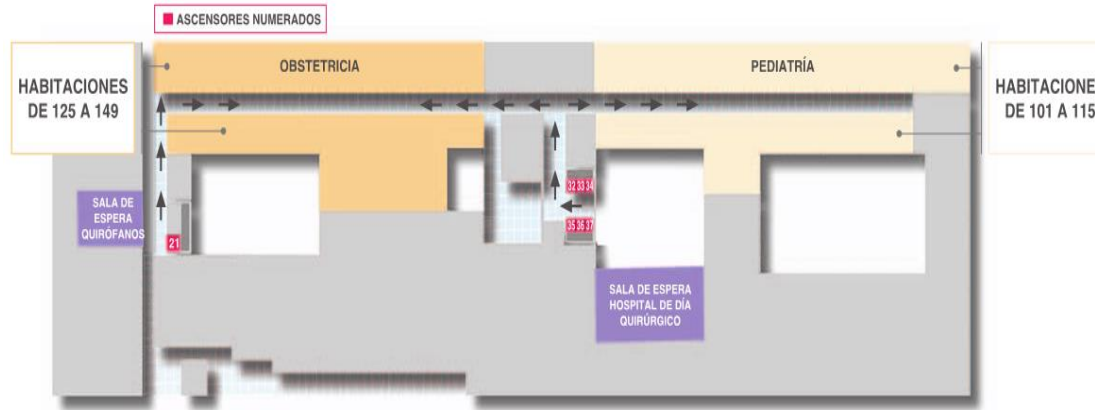 ASCENSORES NUMERADOS
OBSTETRICIA
PEDIATRÍA
HABITACIONES
DE 125 A 149
HABITACIONE
DE 101 A 115
SALA DE
ESPERA
QUIRÓFANOS
21
32 33 34
35 36 37
SALA DE ESPERA
HOSPITAL DE DÍA
QUIRÚRGICO